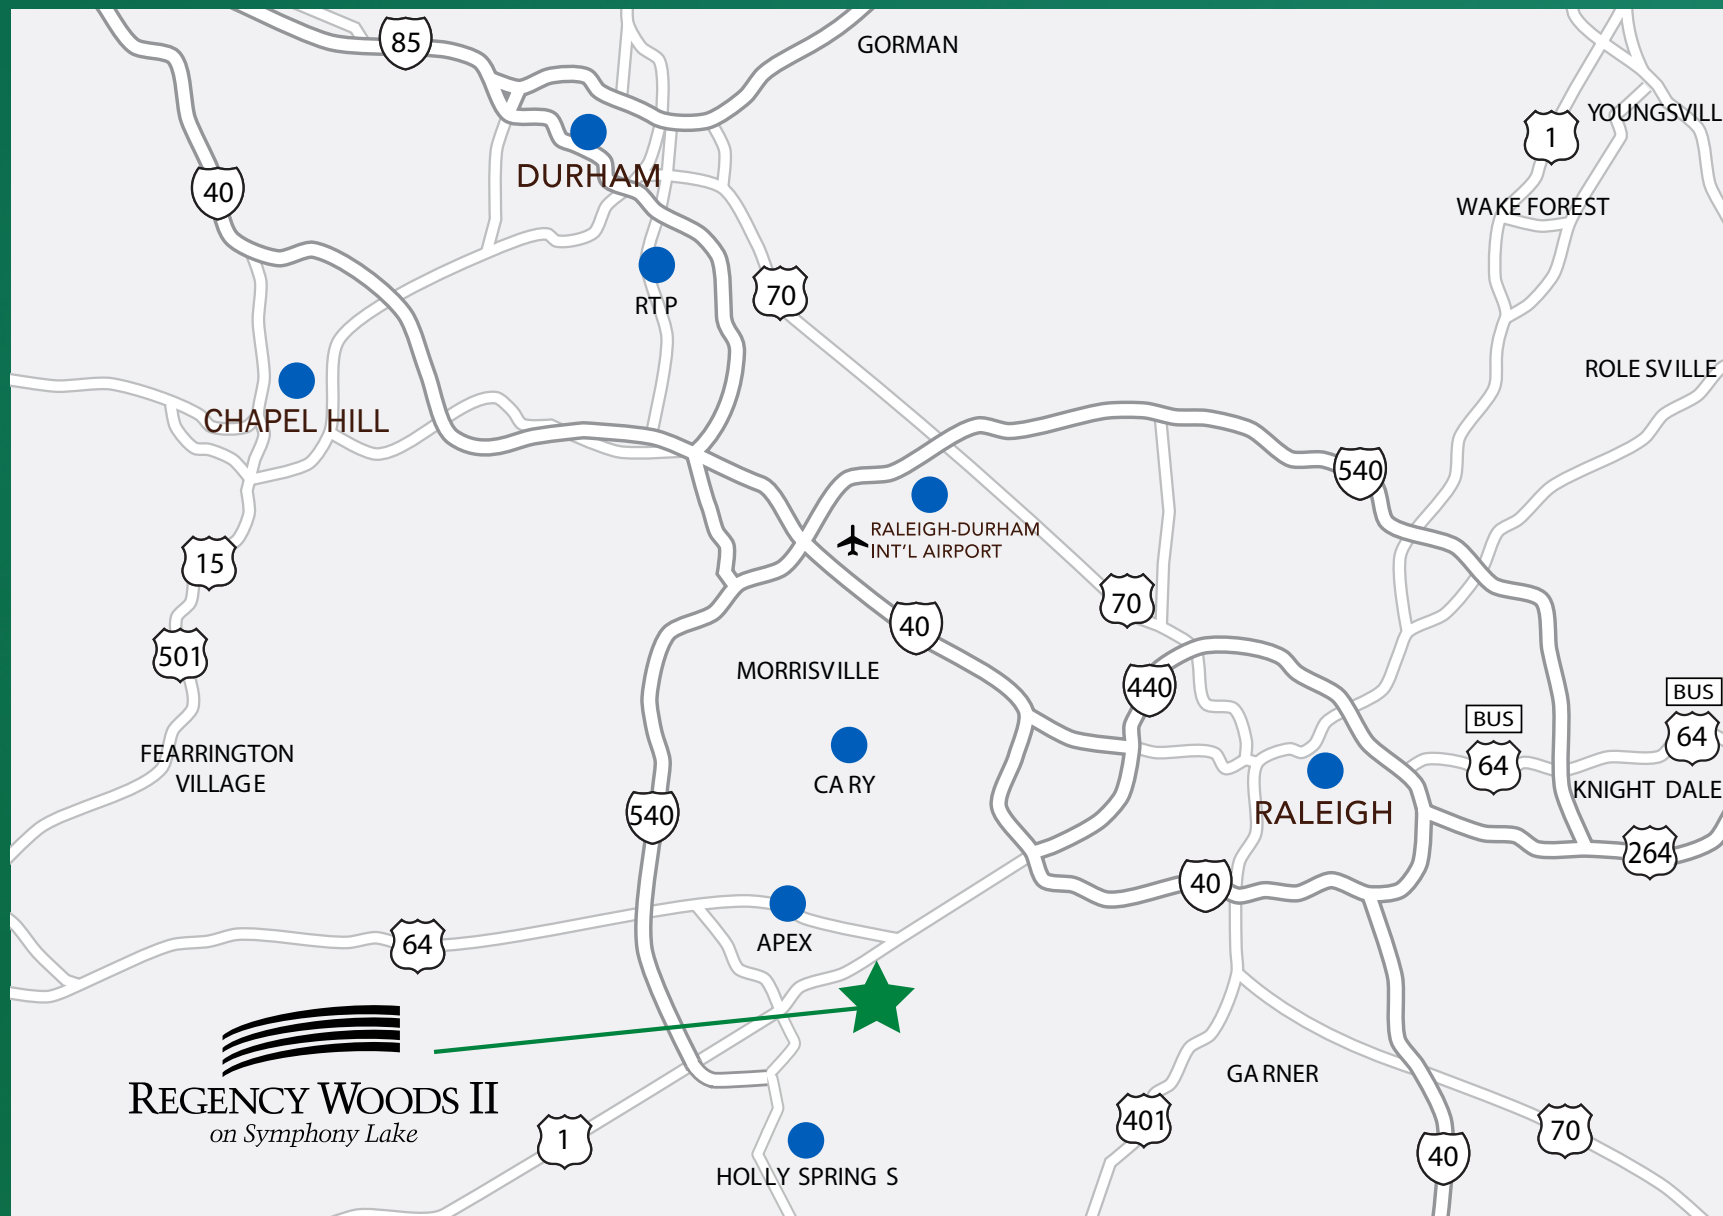 85
GORMAN
YOUNGSVILL
1
DURHAM
40
WAKE FOREST
70
RTP
ROLESVILLE
CHAPEL HILL
540
RALEIGH-DURHAM
INT'L AIRPORT
15
70
40
501
MORRISVILLE
440
BUS
64
BUS
64
FEARRINGTON
VILLAGE
CARY
KNIGHTDALE
540
RALEIGH
264
40
64
APEX
REGENCY WOODS II
on Symphony Lake
GARNER
401
1
70
40
HOLLY SPRINGS